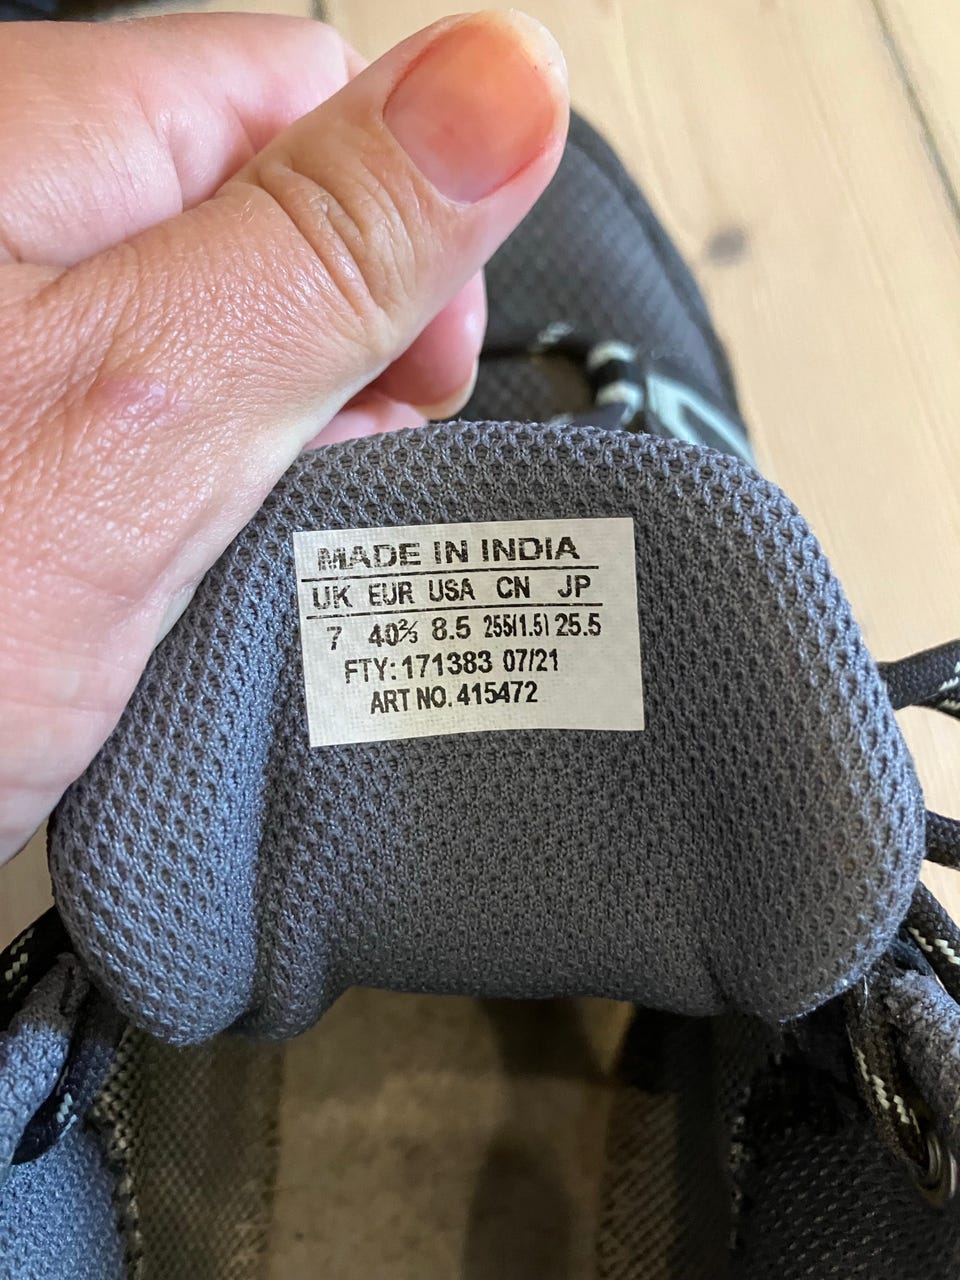 MADE IN INDIA
UK EUR USA CN JP
7 40⅔ 8.5 255(1.5) 25.5
FTY: 171383 07/21
ART NO. 415472